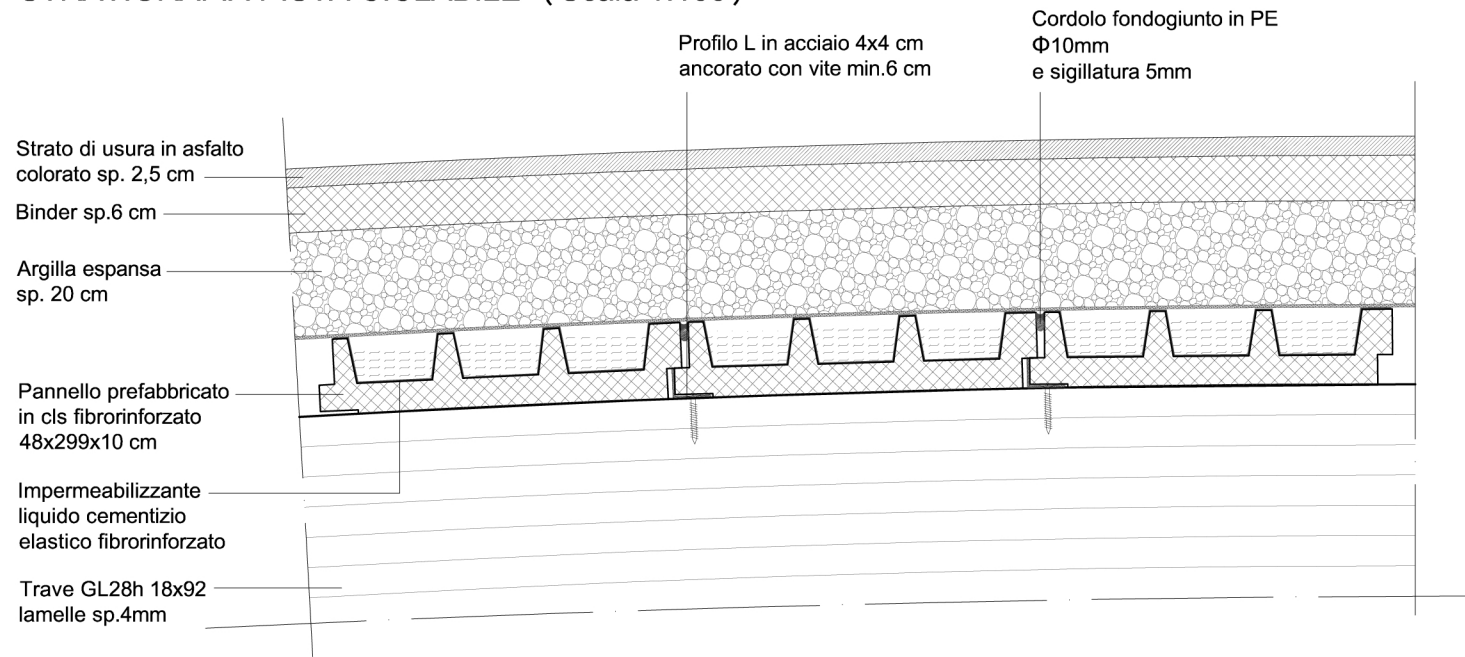 Cordolo fondogiunto in PE
Φ10mm
e sigillatura 5mm
Profilo L in acciaio 4x4 cm
ancorato con vite min.6 cm
Strato di usura in asfalto
colorato sp. 2,5 cm
Binder sp.6 cm
Argilla espansa
sp. 20 cm
Pannello prefabbricato
in cls fibrorinforzato
48x299x10 cm
Impermeabilizzante
liquido cementizio
elastico fibrorinforzato
Trave GL28h 18x92
lamelle sp.4mm